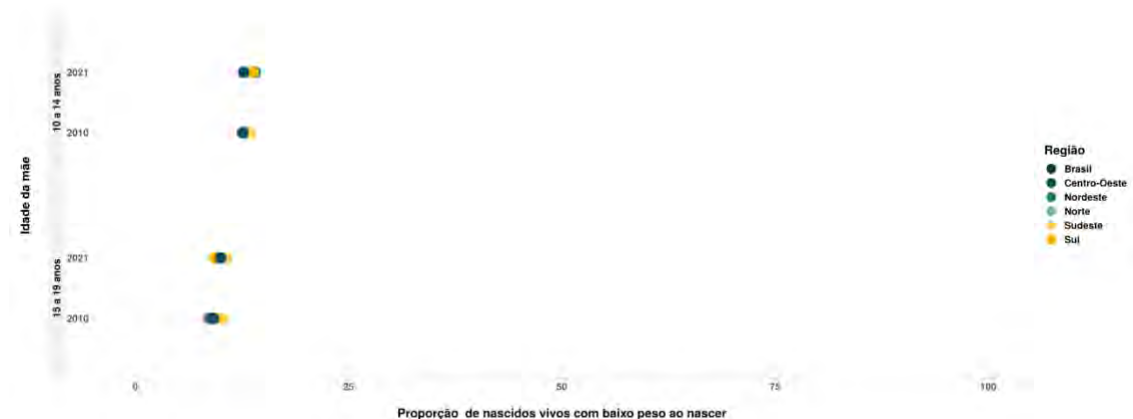 Idade da mãe
10 a 14 anos
2021
2010
15 a 19 anos
2021
2010
0 25 50 75 100
Proporção de nascidos vivos com baixo peso ao nascer
Região
Brasil
Centro-Oeste
Nordeste
Norte
Sudeste
Sul